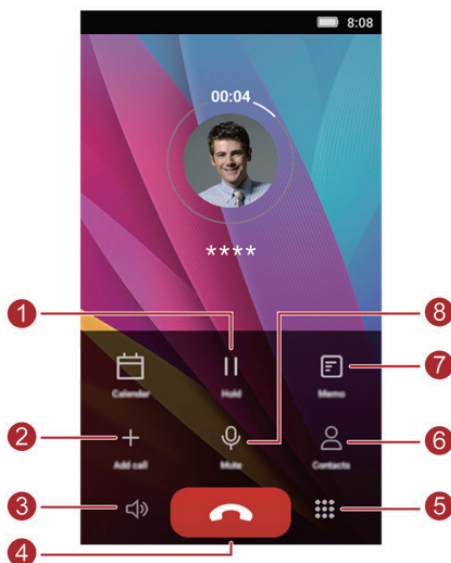 8:08
00:04
****
1
8
Calendar
Hold
Memo
7
2
Add call
Mute
Contacts
6
3
5
4